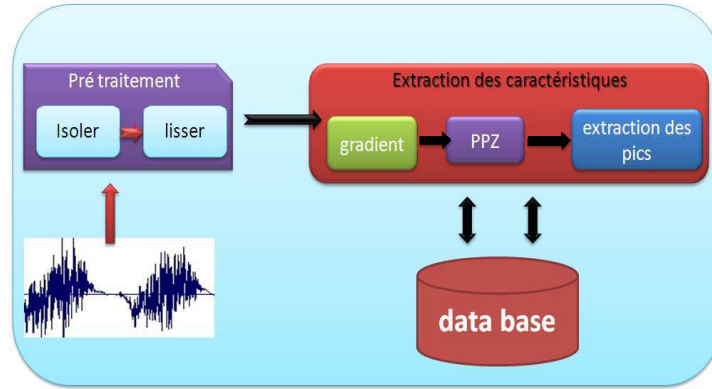 Pré traitement
Isoler
lisser
Extraction des caractéristiques
gradient
PPZ
extraction des
pics
data base